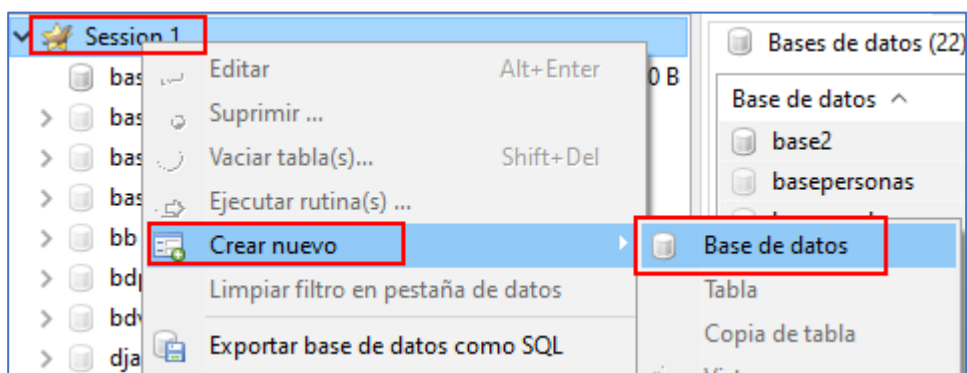 Session 1
Bases de datos (22)
Editar Alt+Enter
0 B
Base de datos
Suprimir ...
Vaciar tabla(s)... Shift+Del
base2
Ejecutar rutina(s) ...
basepersonas
bb
Crear nuevo
Base de datos
Limpiar filtro en pestaña de datos
Tabla
Exportar base de datos como SQL
Copia de tabla